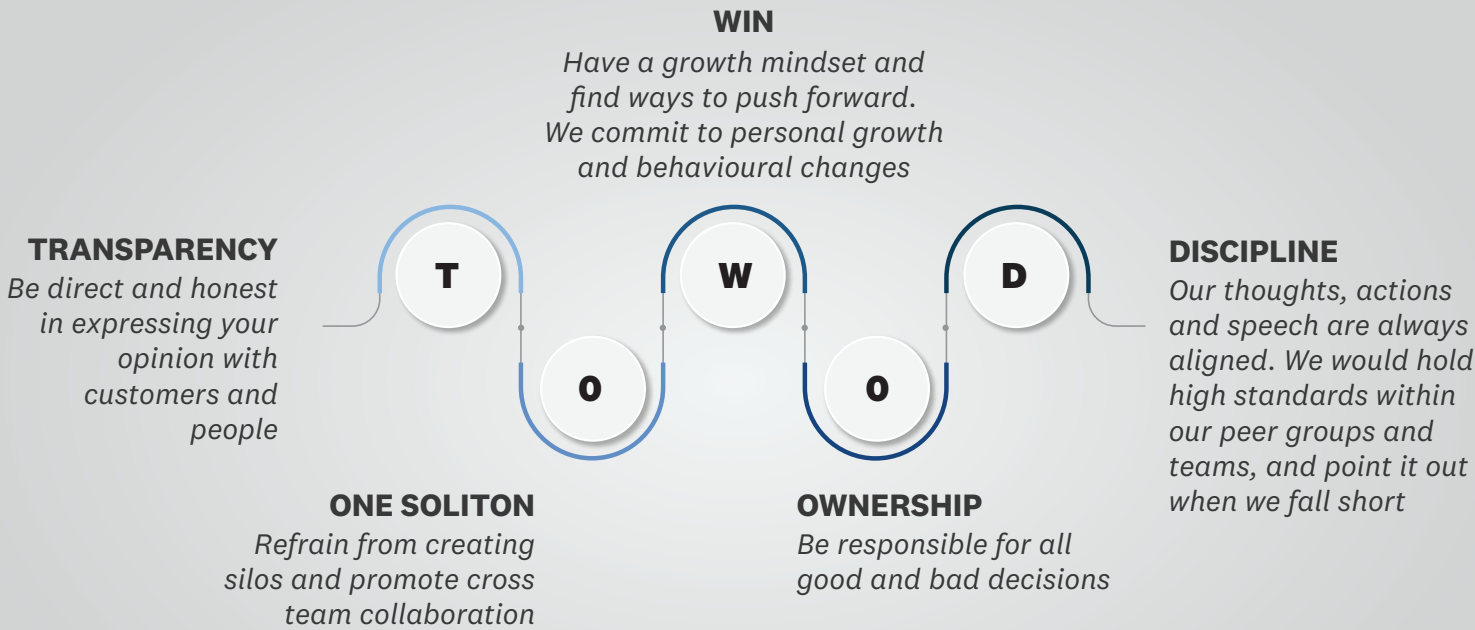 WIN
Have a growth mindset and
find ways to push forward.
We commit to personal growth
and behavioural changes
TRANSPARENCY
Be direct and honest
in expressing your
opinion with
customers and
people
T
O
W
O
D
DISCIPLINE
Our thoughts, actions
and speech are always
aligned. We would hold
high standards within
our peer groups and
teams, and point it out
when we fall short
ONE SOLITON
Refrain from creating
silos and promote cross
team collaboration
OWNERSHIP
Be responsible for all
good and bad decisions